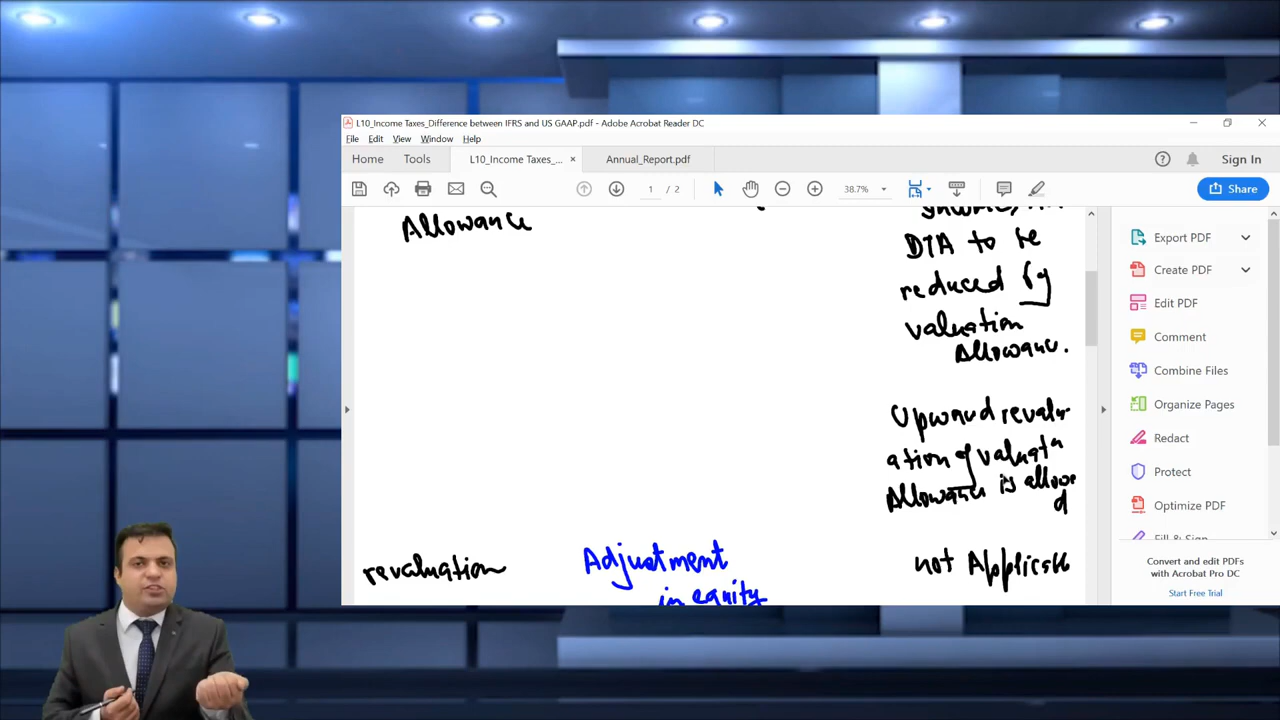 L10_Income Taxes_Difference between IFRS and US GAAP.pdf - Adobe Acrobat Reader DC
File Edit View Window Help
Home Tools L10_Income Taxes_... × Annual_Report.pdf Sign In
1 / 2 38.7% Share
Allowance
DTA to be
reduced by
valuation
Allowance.
Upward revalu
ation of valuatn
Allowance is allowe
d
revaluation Adjustment not Applicable
in equity
Export PDF
Create PDF
Edit PDF
Comment
Combine Files
Organize Pages
Redact
Protect
Optimize PDF
Fill & Sign
Convert and edit PDFs
with Acrobat Pro DC
Start Free Trial